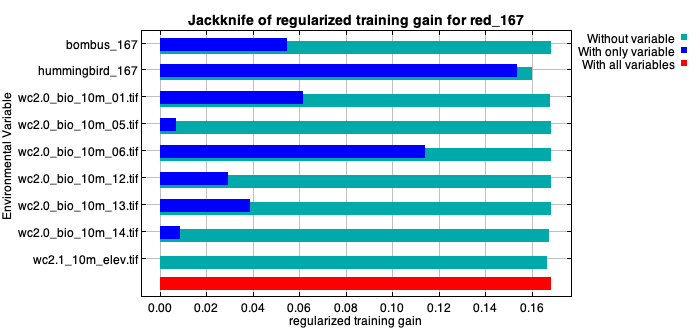 Jackknife of regularized training gain for red_167
Without variable
With only variable
With all variables
Environmental Variable
bombus_167
hummingbird_167
wc2.0_bio_10m_01.tif
wc2.0_bio_10m_05.tif
wc2.0_bio_10m_06.tif
wc2.0_bio_10m_12.tif
wc2.0_bio_10m_13.tif
wc2.0_bio_10m_14.tif
wc2.1_10m_elev.tif
0.00 0.02 0.04 0.06 0.08 0.10 0.12 0.14 0.16
regularized training gain